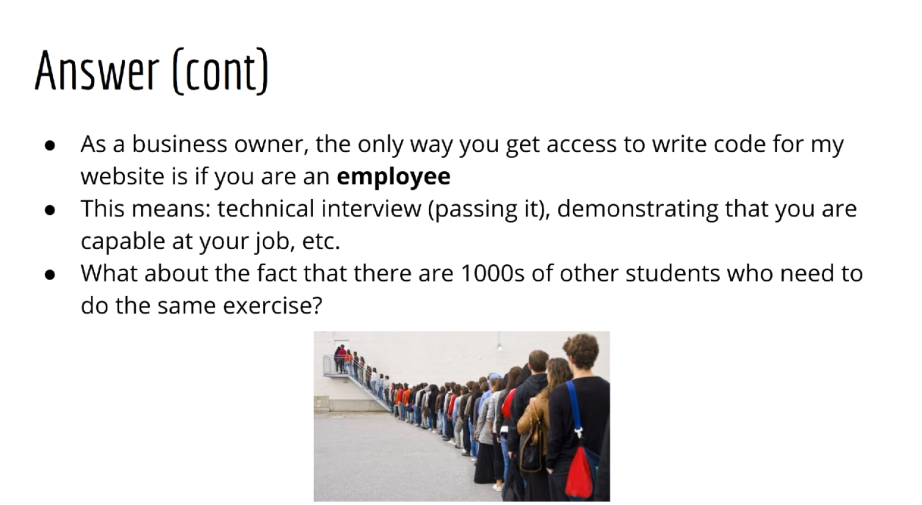 Answer (cont)
● As a business owner, the only way you get access to write code for my
website is if you are an employee
● This means: technical interview (passing it), demonstrating that you are
capable at your job, etc.
● What about the fact that there are 1000s of other students who need to
do the same exercise?